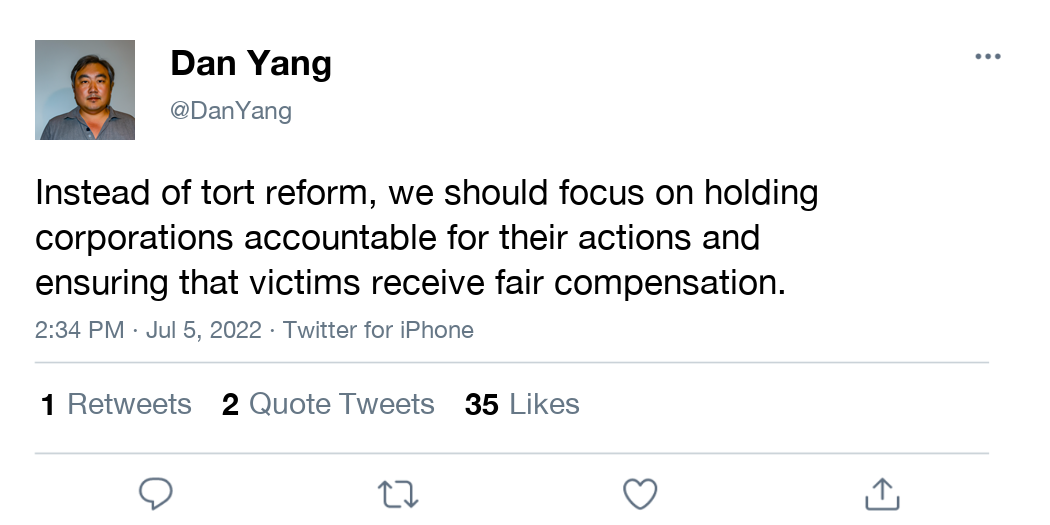 Dan Yang
@DanYang
Instead of tort reform, we should focus on holding
corporations accountable for their actions and
ensuring that victims receive fair compensation.
2:34 PM · Jul 5, 2022 · Twitter for iPhone
1 Retweets 2 Quote Tweets 35 Likes